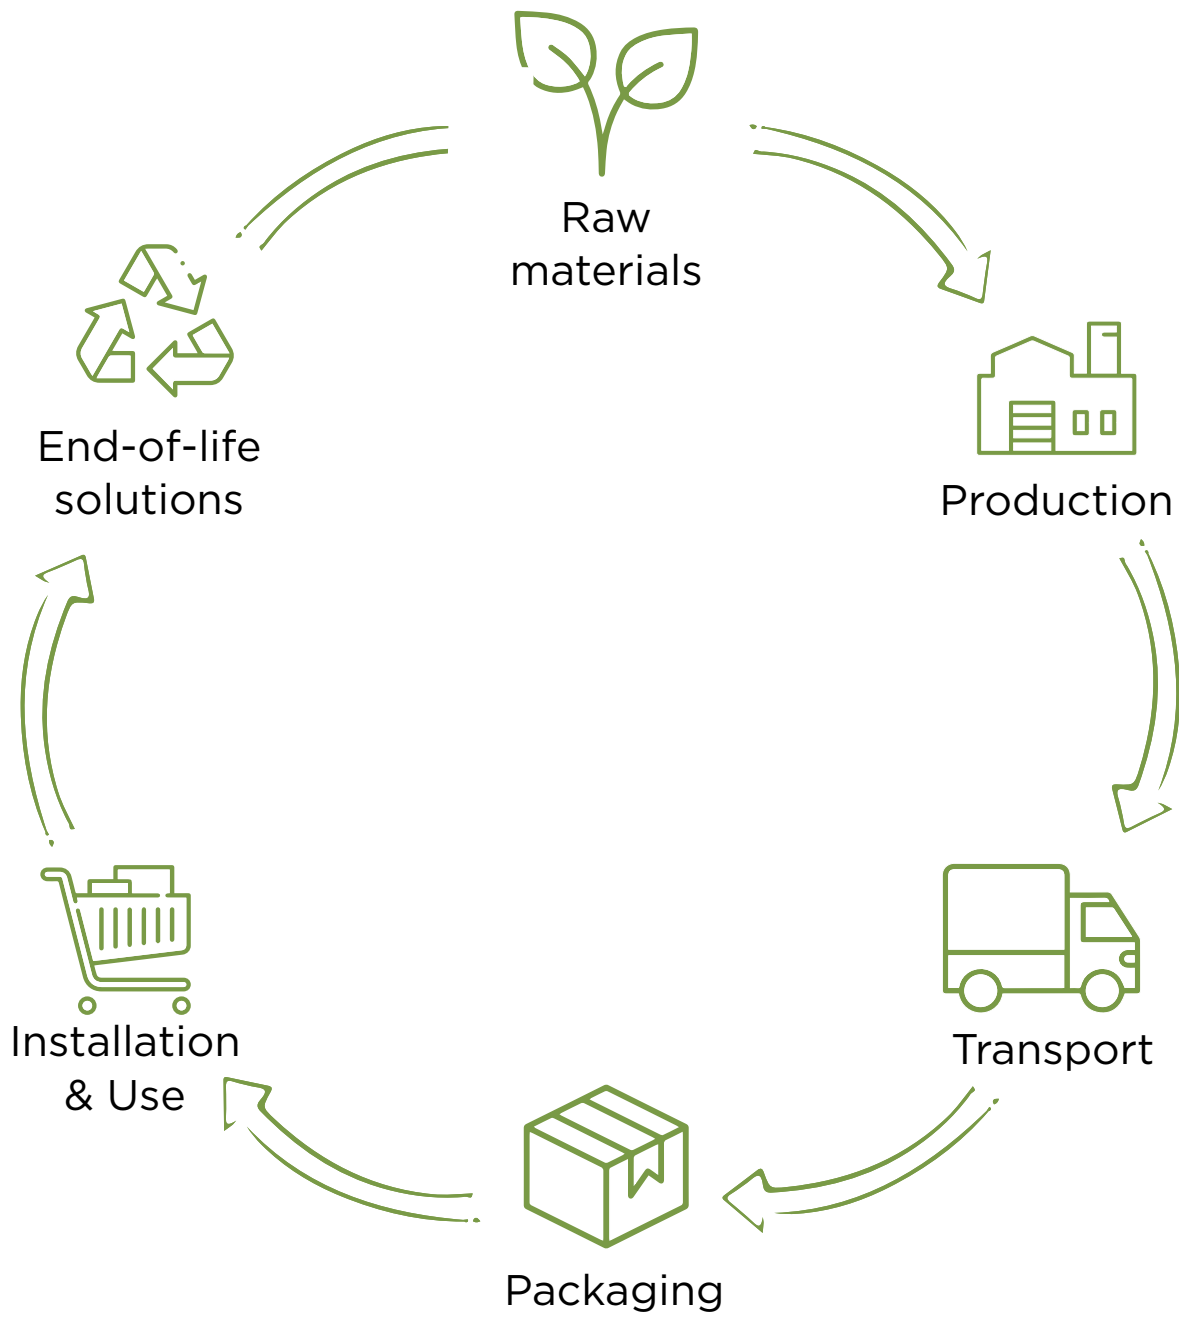 Raw
materials
Production
Transport
Packaging
Installation
& Use
End-of-life
solutions